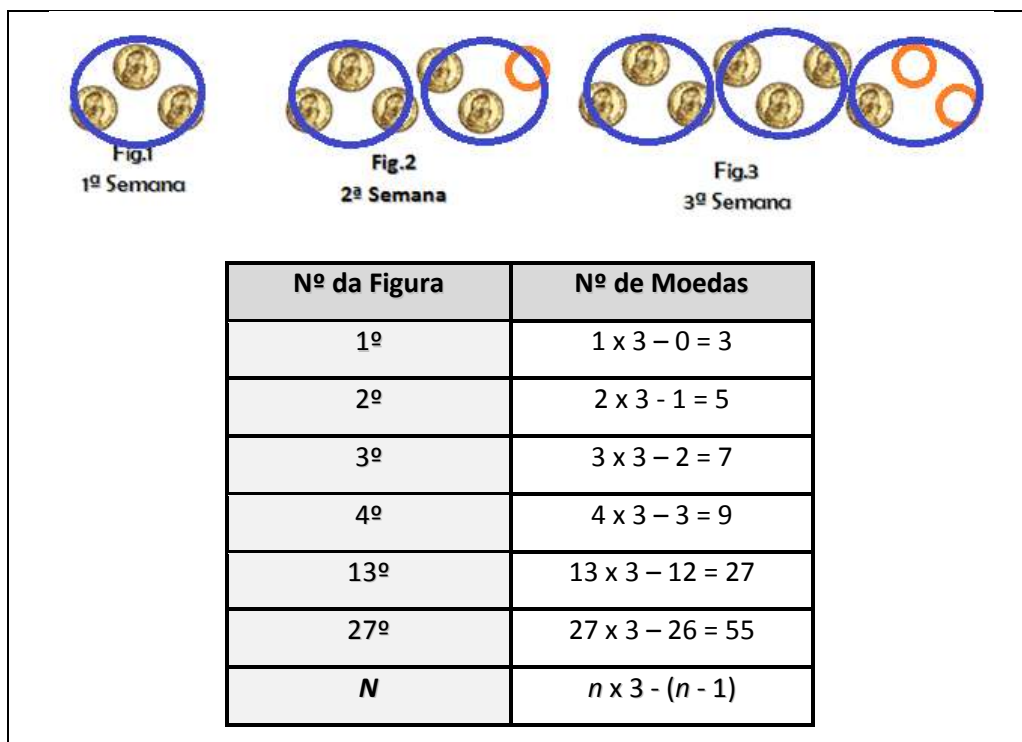 Fig.1
1ª Semana
Fig.2
2ª Semana
Fig.3
3ª Semana
Nº da Figura Nº de Moedas
1º 1 x 3 – 0 = 3
2º 2 x 3 - 1 = 5
3º 3 x 3 – 2 = 7
4º 4 x 3 – 3 = 9
13º 13 x 3 – 12 = 27
27º 27 x 3 – 26 = 55
N n x 3 - (n - 1)